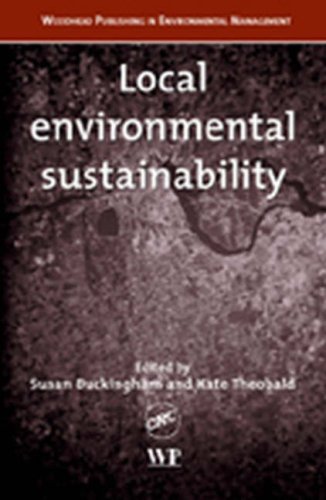 Woodhead Publishing in Environmental Management
Local
environmental
sustainability
Edited by
Susan Buckingham and Kate Theobald
CRC
WP